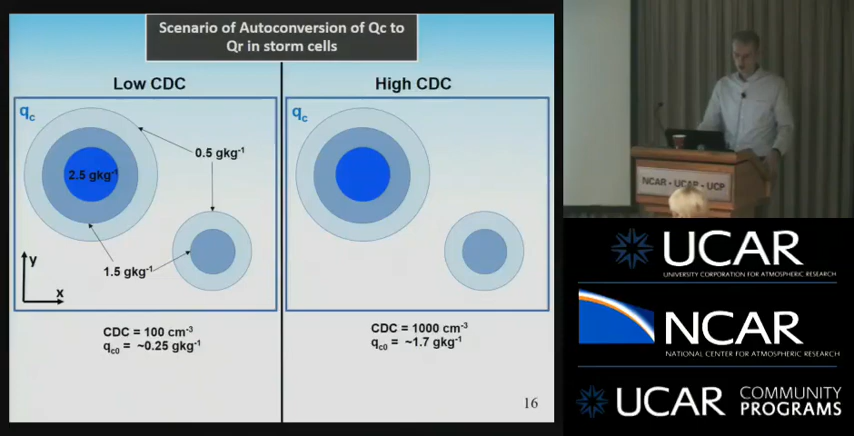 Scenario of Autoconversion of Qc to
Qr in storm cells
Low CDC
High CDC
qc
2.5 gkg-1
0.5 gkg-1
1.5 gkg-1
y
x
CDC = 100 cm-3
qc0 = ~0.25 gkg-1
qc
CDC = 1000 cm-3
qc0 = ~1.7 gkg-1
16
NCAR - UCAR - UCP
UCAR
UNIVERSITY CORPORATION FOR ATMOSPHERIC RESEARCH
NCAR
NATIONAL CENTER FOR ATMOSPHERIC RESEARCH
UCAR COMMUNITY
PROGRAMS